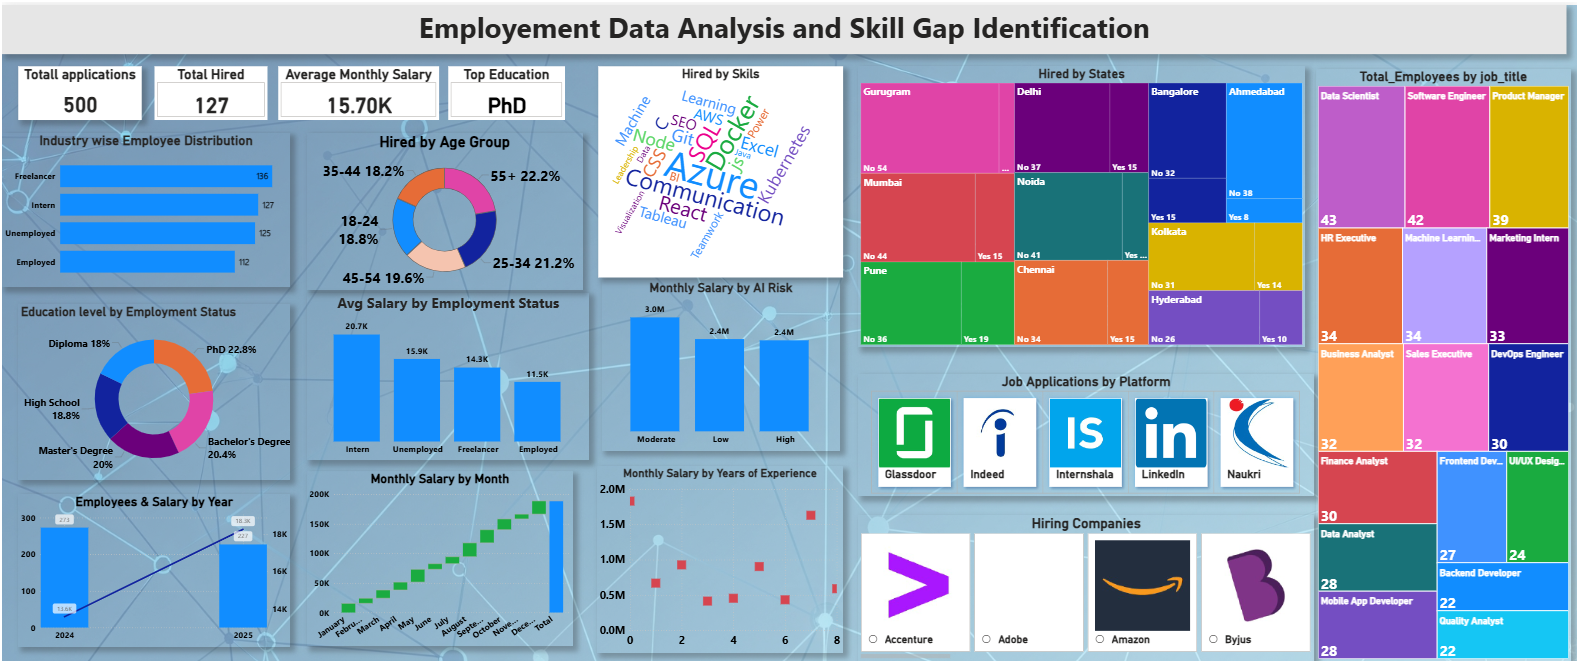 Employement Data Analysis and Skill Gap Identification
Totall applications
500
Total Hired
127
Average Monthly Salary
15.70K
Top Education
PhD
Industry wise Employee Distribution
Freelancer 136
Intern 127
Unemployed 125
Employed 112
Hired by Age Group
35-44 18.2%
55+ 22.2%
18-24
18.8%
25-34 21.2%
45-54 19.6%
Hired by Skils
Machine
Learning
AWS
Docker
Power
C
SEO
SQL
Git
Node
Excel
Java
js
Data
Leadership
CSS
BI
Azure
Kubernetes
Communication
React
Visualization
Tableau
Teamwork
Hired by States
Gurugram
No 54
...
Delhi
No 37
Yes 15
Bangalore
No 32
Yes 15
Ahmedabad
No 38
Yes 8
Mumbai
No 44
Yes 15
Noida
No 41
Yes ...
Kolkata
No 31
Yes 14
Pune
No 36
Yes 19
Chennai
No 34
Yes 15
Hyderabad
No 26
Yes 10
Total_Employees by job_title
Data Scientist
43
Software Engineer
42
Product Manager
39
HR Executive
34
Machine Learnin...
34
Marketing Intern
33
Business Analyst
32
Sales Executive
32
DevOps Engineer
30
Finance Analyst
30
Frontend Dev...
27
UI/UX Desig...
24
Data Analyst
28
Backend Developer
22
Mobile App Developer
28
Quality Analyst
22
Education level by Employment Status
Diploma 18%
PhD 22.8%
High School
18.8%
Master's Degree
20%
Bachelor's Degree
20.4%
Avg Salary by Employment Status
20.7K
15.9K
14.3K
11.5K
Intern
Unemployed
Freelancer
Employed
Monthly Salary by AI Risk
3.0M
2.4M
2.4M
Moderate
Low
High
Job Applications by Platform
Glassdoor
Indeed
IS
Internshala
in
LinkedIn
Naukri
Employees & Salary by Year
300
200
100
0
273
13.6K
18.3K
227
18K
16K
14K
2024
2025
Monthly Salary by Month
200K
150K
100K
50K
0K
January
Febru...
March
April
May
June
July
August
Septe...
October
Nove...
Dece...
Total
Monthly Salary by Years of Experience
2.0M
1.5M
1.0M
0.5M
0.0M
0
2
4
6
8
Hiring Companies
Accenture
Adobe
Amazon
Byjus